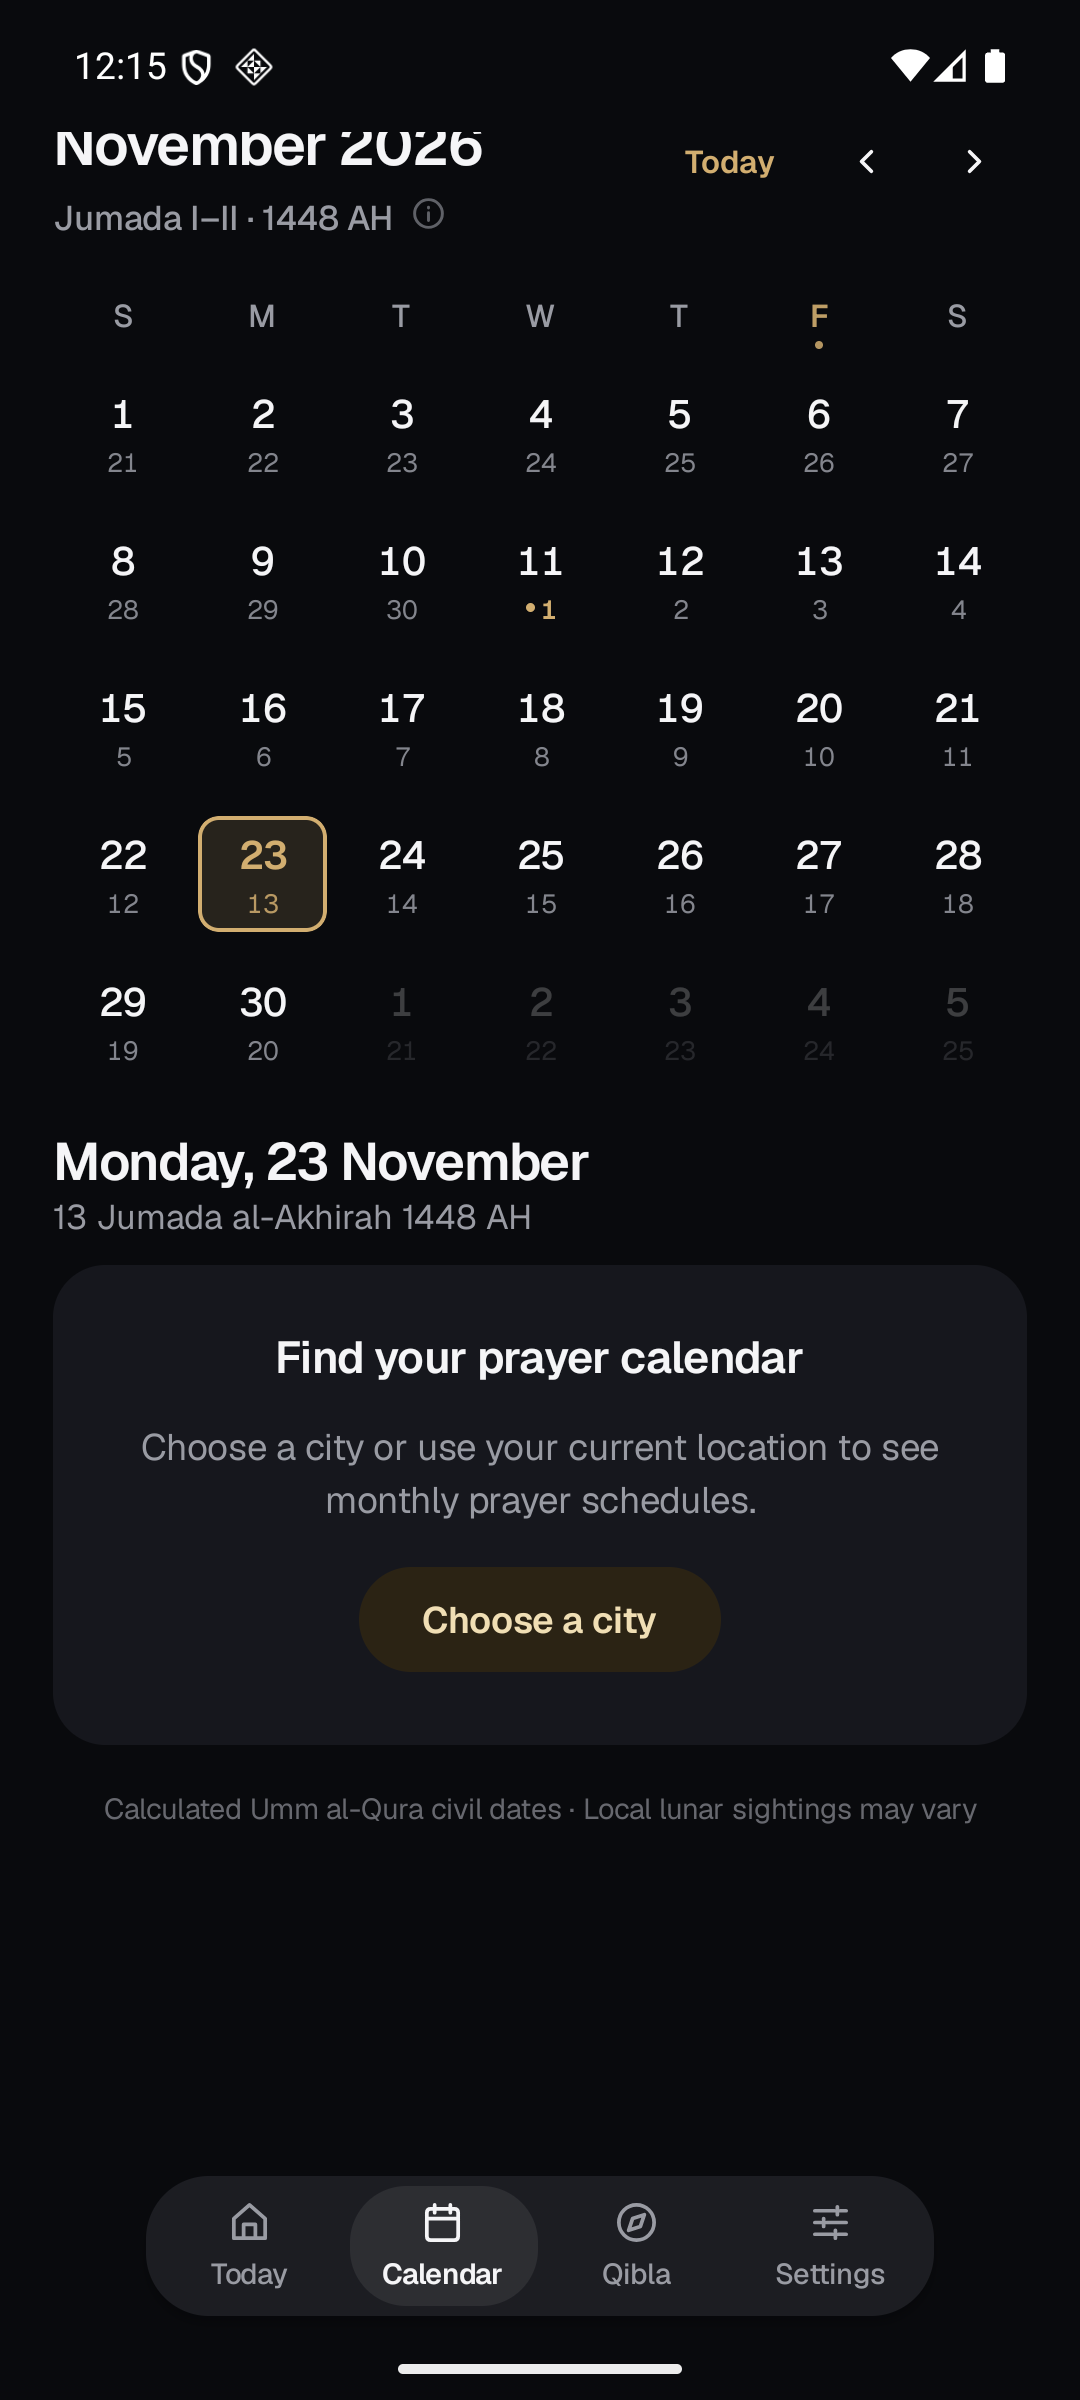 12:15
November 2026
Today
Jumada I–II · 1448 AH
S M T W T F S
1 2 3 4 5 6 7
21 22 23 24 25 26 27
8 9 10 11 12 13 14
28 29 30 •1 2 3 4
15 16 17 18 19 20 21
5 6 7 8 9 10 11
22 23 24 25 26 27 28
12 13 14 15 16 17 18
29 30 1 2 3 4 5
19 20 21 22 23 24 25
Monday, 23 November
13 Jumada al-Akhirah 1448 AH
Find your prayer calendar
Choose a city or use your current location to see
monthly prayer schedules.
Choose a city
Calculated Umm al-Qura civil dates · Local lunar sightings may vary
Today Calendar Qibla Settings